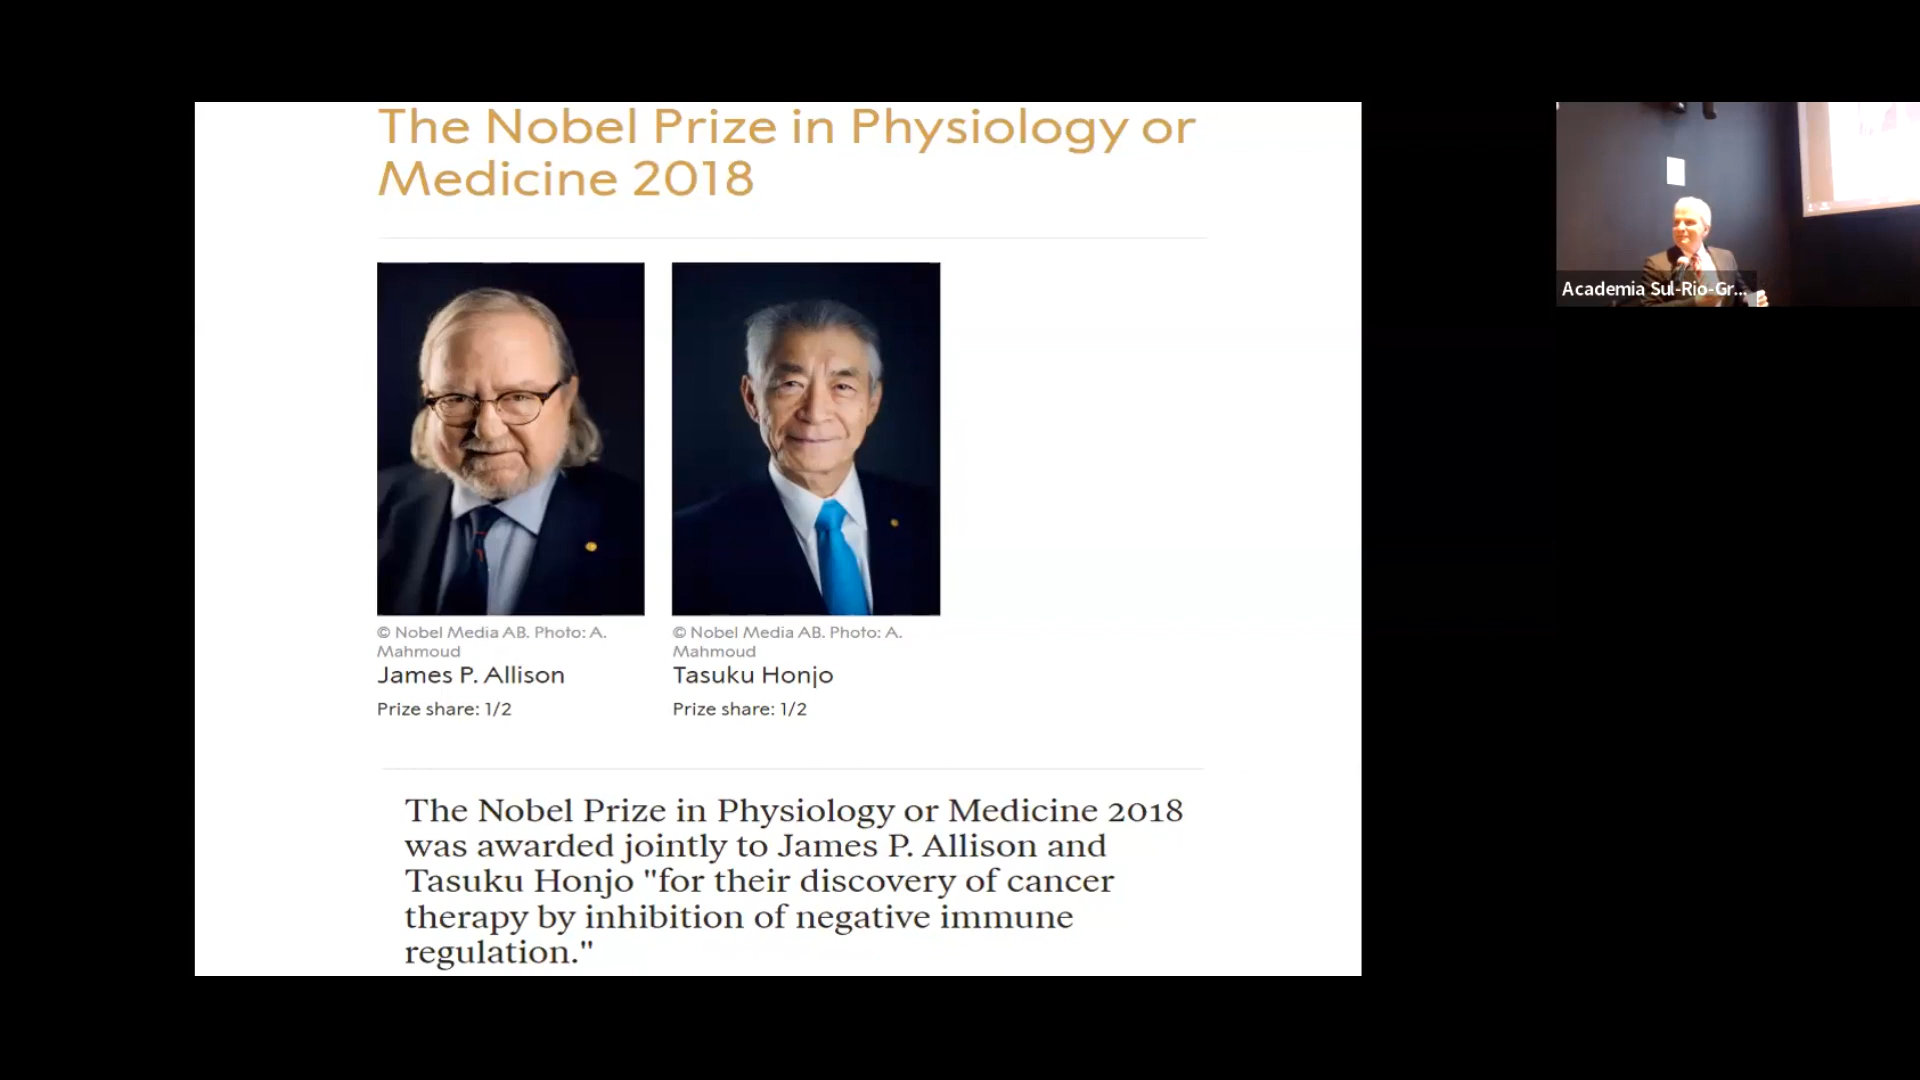 The Nobel Prize in Physiology or
Medicine 2018
© Nobel Media AB. Photo: A.
Mahmoud
James P. Allison
Prize share: 1/2
© Nobel Media AB. Photo: A.
Mahmoud
Tasuku Honjo
Prize share: 1/2
The Nobel Prize in Physiology or Medicine 2018
was awarded jointly to James P. Allison and
Tasuku Honjo "for their discovery of cancer
therapy by inhibition of negative immune
regulation."
Academia Sul-Rio-Gr...